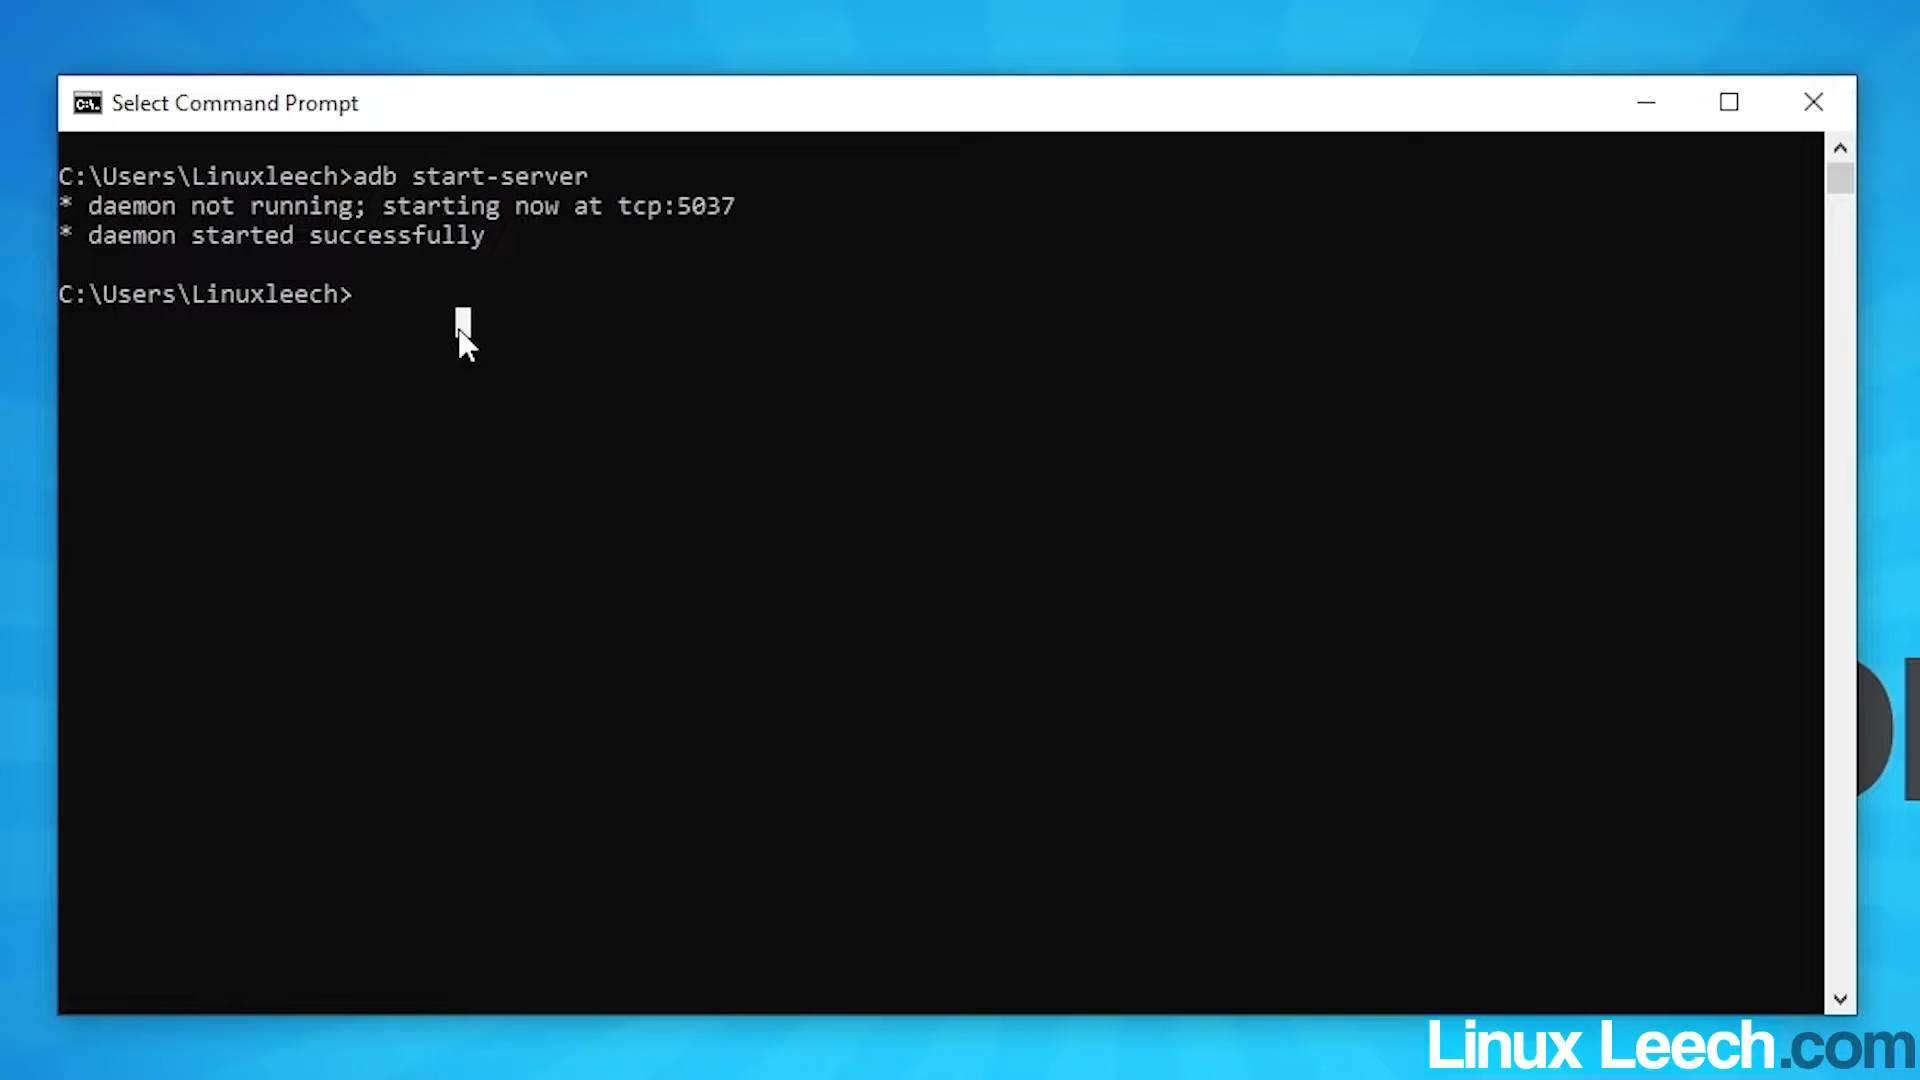 Select Command Prompt
C:\Users\Linuxleech>adb start-server
* daemon not running; starting now at tcp:5037
* daemon started successfully
C:\Users\Linuxleech>
Linux Leech.com